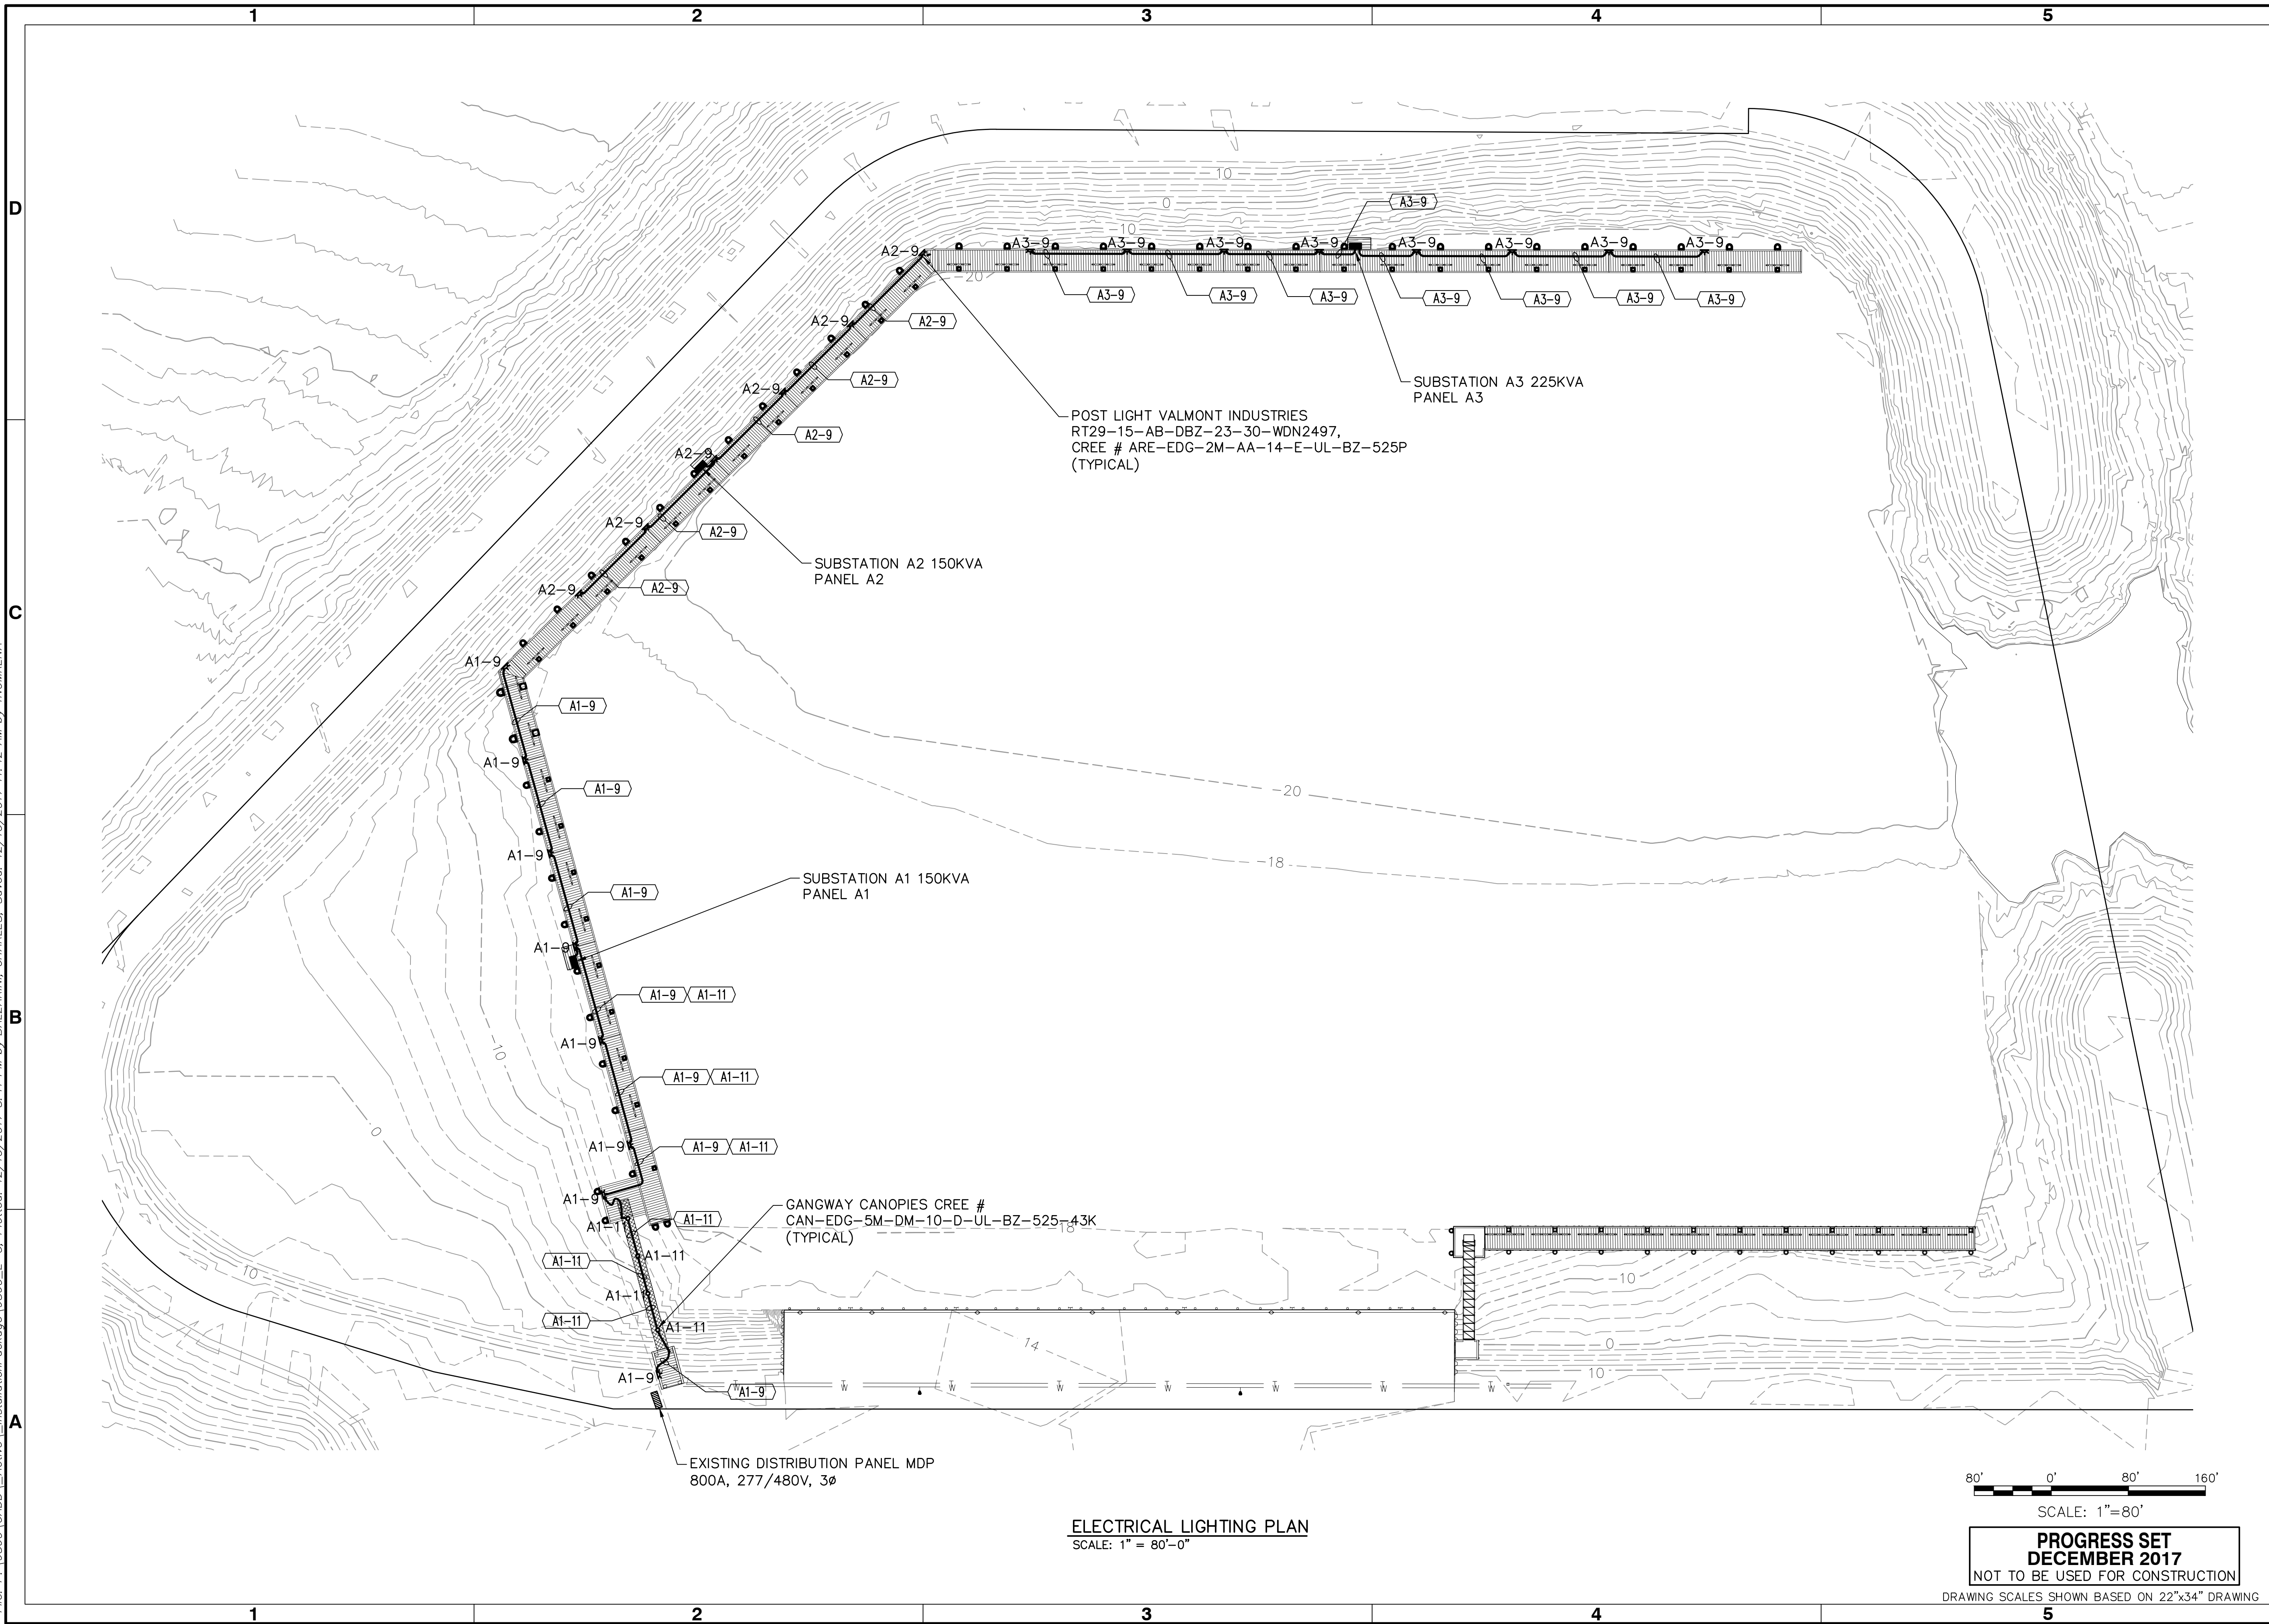 1 2 3 4 5
D
10
0
10
A3-9
A2-9
A3-9 A3-9 A3-9 A3-9 A3-9 A3-9 A3-9 A3-9
-20
A3-9 A3-9 A3-9 A3-9 A3-9 A3-9 A3-9
A2-9
A2-9
A2-9
A2-9
SUBSTATION A3 225KVA
PANEL A3
POST LIGHT VALMONT INDUSTRIES
RT29-15-AB-DBZ-23-30-WDN2497,
CREE # ARE-EDG-2M-AA-14-E-UL-BZ-525P
(TYPICAL)
A2-9
A2-9
A2-9
A2-9
SUBSTATION A2 150KVA
PANEL A2
A2-9
A2-9
C
A1-9
A1-9
A1-9
A1-9
-20
A1-9
-18
SUBSTATION A1 150KVA
PANEL A1
A1-9
A1-9
A1-9 A1-11
B
A1-9
10
A1-9 A1-11
0
A1-9
A1-9 A1-11
A1-9
GANGWAY CANOPIES CREE #
CAN-EDG-5M-DM-10-D-UL-BZ-525-43K
(TYPICAL)
A1-11
A1-11
18
A1-11
A1-11
10
-10
A1-11
A1-11
A1-11
14
0
10
A1-9
A1-9
W W W W W W W W
A
EXISTING DISTRIBUTION PANEL MDP
800A, 277/480V, 3ø
80' 0' 80' 160'
SCALE: 1"=80'
ELECTRICAL LIGHTING PLAN
SCALE: 1" = 80'-0"
PROGRESS SET
DECEMBER 2017
NOT TO BE USED FOR CONSTRUCTION
DRAWING SCALES SHOWN BASED ON 22"x34" DRAWING
1 2 3 4 5